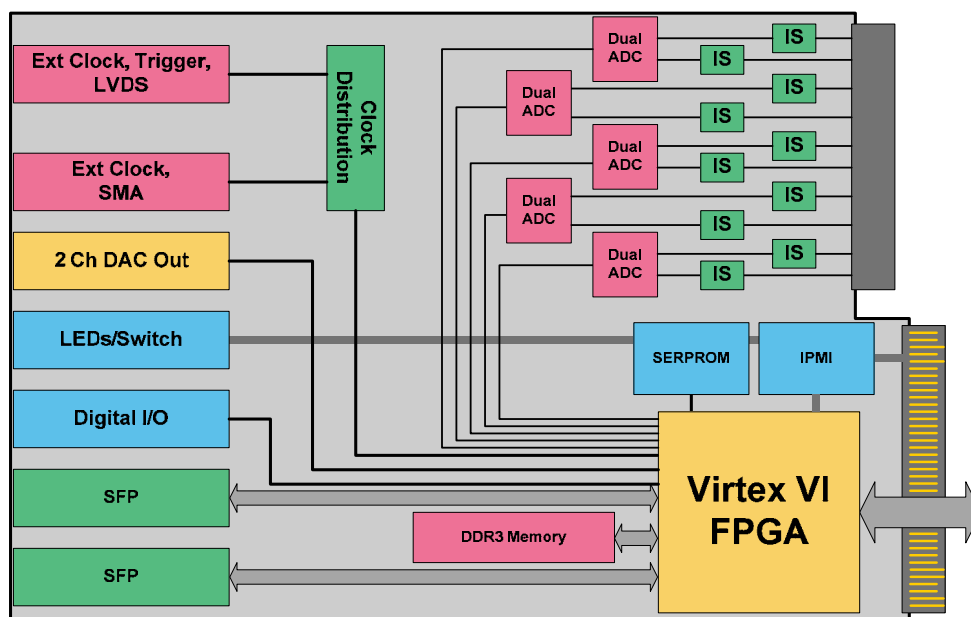 Ext Clock, Trigger,
LVDS
Ext Clock,
SMA
2 Ch DAC Out
LEDs/Switch
Digital I/O
SFP
SFP
Clock
Distribution
Dual
ADC
Dual
ADC
Dual
ADC
Dual
ADC
Dual
ADC
IS
IS
IS
IS
IS
IS
IS
IS
IS
IS
SERPROM
IPMI
Virtex VI
FPGA
DDR3 Memory